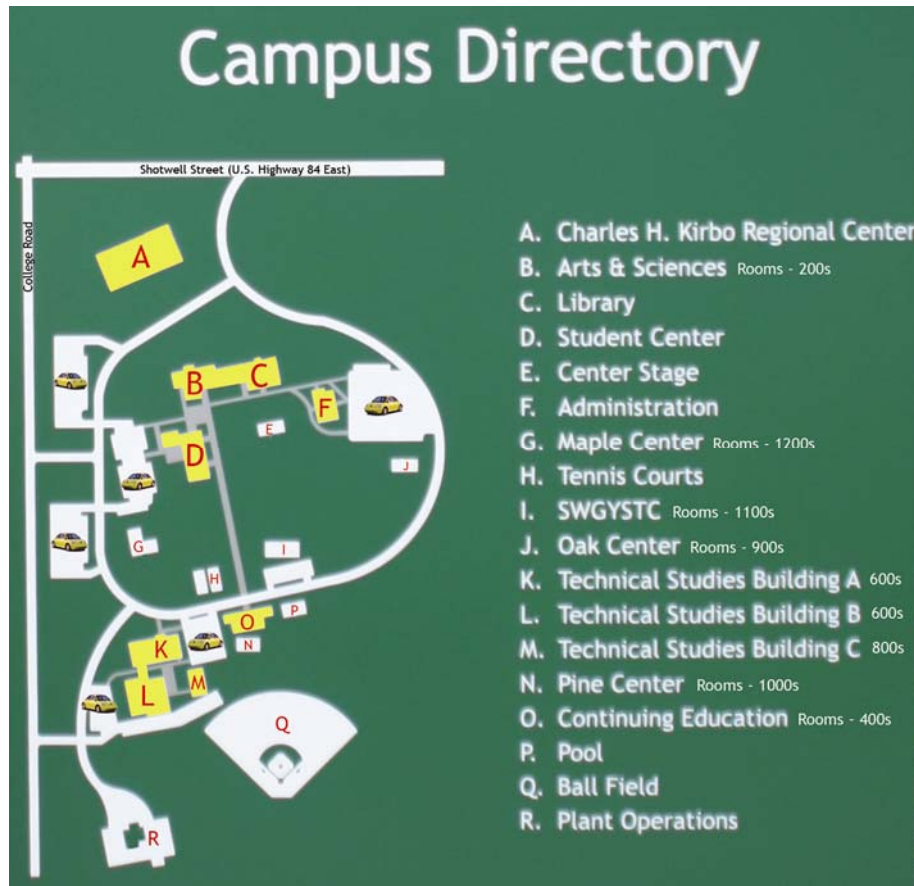 Campus Directory
Shotwell Street (U.S. Highway 84 East)
College Road
A
B
C
F
E
D
J
G
I
H
P
O
N
K
M
L
Q
R
A. Charles H. Kirbo Regional Center
B. Arts & Sciences Rooms - 200s
C. Library
D. Student Center
E. Center Stage
F. Administration
G. Maple Center Rooms - 1200s
H. Tennis Courts
I. SWGYSTC Rooms - 1100s
J. Oak Center Rooms - 900s
K. Technical Studies Building A 600s
L. Technical Studies Building B 600s
M. Technical Studies Building C 800s
N. Pine Center Rooms - 1000s
O. Continuing Education Rooms - 400s
P. Pool
Q. Ball Field
R. Plant Operations